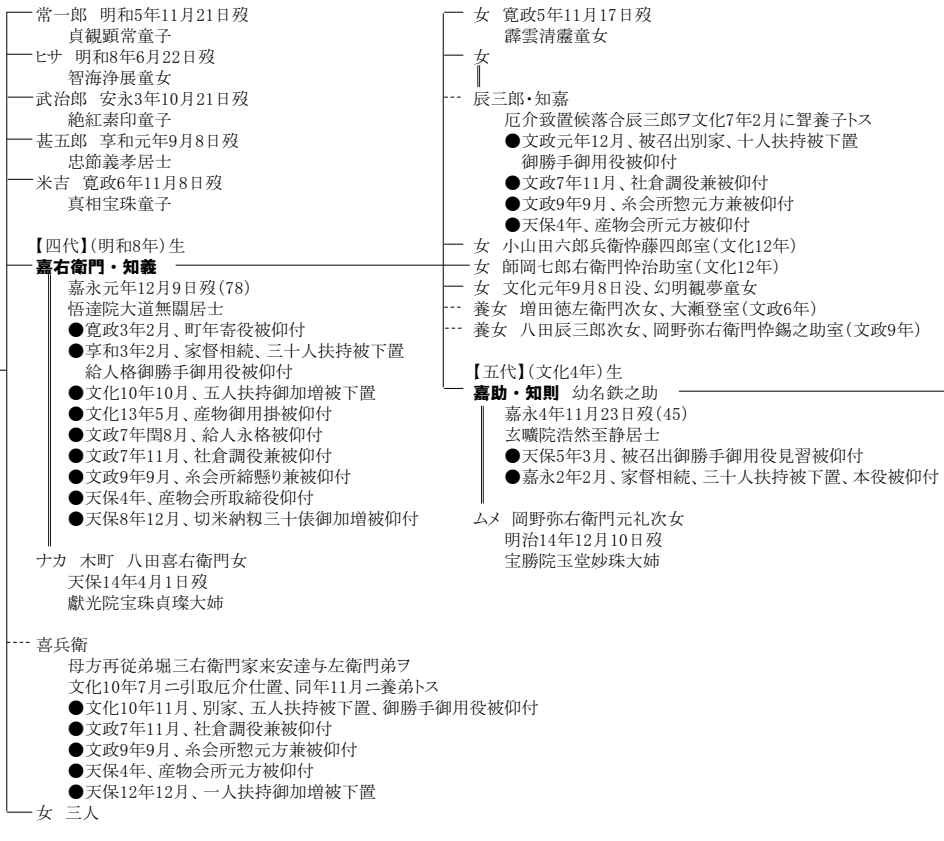 常一郎 明和5年11月21日歿
貞観顕常童子
ヒサ 明和8年6月22日歿
智海浄展童女
武治郎 安永3年10月21日歿
絶紅素印童子
甚五郎 享和元年9月8日歿
忠節義孝居士
米吉 寛政6年11月8日歿
真相宝珠童子
【四代】(明和8年)生
嘉右衛門・知義
嘉永元年12月9日歿(78)
悟達院大道無關居士
●寛政3年2月、町年寄役被仰付
●享和3年2月、家督相続、三十人扶持被下置
給人格御勝手御用役被仰付
●文化10年10月、五人扶持御加増被下置
●文化13年5月、産物御用掛被仰付
●文政7年閏8月、給人永格被仰付
●文政7年11月、社倉調役兼被仰付
●文政9年9月、糸会所締懸り兼被仰付
●天保4年、産物会所取締役仰付
●天保8年12月、切米納籾三十俵御加増被仰付
ナカ 木町 八田喜右衛門女
天保14年4月1日歿
獻光院宝珠貞璨大姉
喜兵衛
母方再従弟堀三右衛門家来安達与左衛門弟ヲ
文化10年7月ニ引取厄介仕置、同年11月ニ養弟トス
●文化10年11月、別家、五人扶持被下置、御勝手御用役被仰付
●文政7年11月、社倉調役兼被仰付
●文政9年9月、糸会所惣元方兼被仰付
●天保4年、産物会所元方被仰付
●天保12年12月、一人扶持御加増被下置
女 三人
女 寛政5年11月17日歿
霹雲清靈童女
女
辰三郎・知嘉
厄介致置候落合辰三郎ヲ文化7年2月に聟養子トス
●文政元年12月、被召出別家、十人扶持被下置
御勝手御用役被仰付
●文政7年11月、社倉調役兼被仰付
●文政9年9月、糸会所惣元方兼被仰付
●天保4年、産物会所元方被仰付
女 小山田六郎兵衛忰藤四郎室(文化12年)
女 師岡七郎右衛門忰治助室(文化12年)
女 文化元年9月8日没、幻明観夢童女
養女 増田徳左衛門次女、大瀬登室(文政6年)
養女 八田辰三郎次女、岡野弥右衛門忰錫之助室(文政9年)
【五代】(文化4年)生
嘉助・知則 幼名鉄之助
嘉永4年11月23日歿(45)
玄曠院浩然至静居士
●天保5年3月、被召出御勝手御用役見習被仰付
●嘉永2年2月、家督相続、三十人扶持被下置、本役被仰付
ムメ 岡野弥右衛門元礼次女
明治14年12月10日歿
宝勝院玉堂妙珠大姉